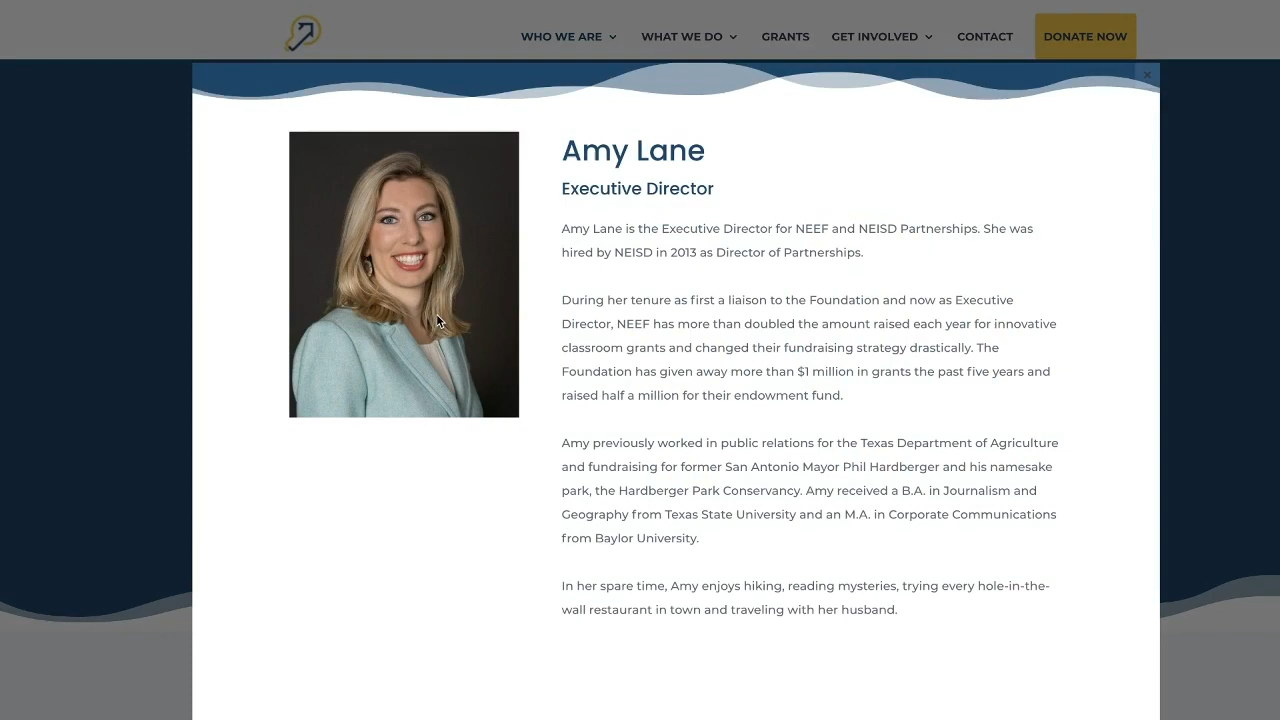 WHO WE ARE WHAT WE DO GRANTS GET INVOLVED CONTACT DONATE NOW
×
Amy Lane
Executive Director
Amy Lane is the Executive Director for NEEF and NEISD Partnerships. She was
hired by NEISD in 2013 as Director of Partnerships.
During her tenure as first a liaison to the Foundation and now as Executive
Director, NEEF has more than doubled the amount raised each year for innovative
classroom grants and changed their fundraising strategy drastically. The
Foundation has given away more than $1 million in grants the past five years and
raised half a million for their endowment fund.
Amy previously worked in public relations for the Texas Department of Agriculture
and fundraising for former San Antonio Mayor Phil Hardberger and his namesake
park, the Hardberger Park Conservancy. Amy received a B.A. in Journalism and
Geography from Texas State University and an M.A. in Corporate Communications
from Baylor University.
In her spare time, Amy enjoys hiking, reading mysteries, trying every hole-in-the-
wall restaurant in town and traveling with her husband.